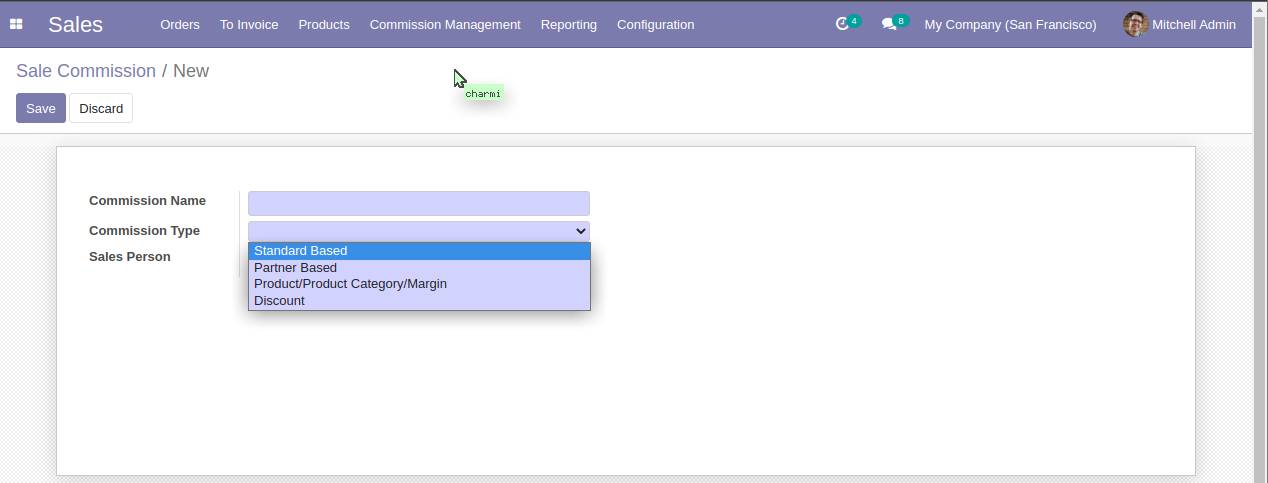 Sales Orders To Invoice Products Commission Management Reporting Configuration 4 8 My Company (San Francisco) Mitchell Admin
Sale Commission / New
charmi
Save Discard
Commission Name
Commission Type
Sales Person
Standard Based
Partner Based
Product/Product Category/Margin
Discount